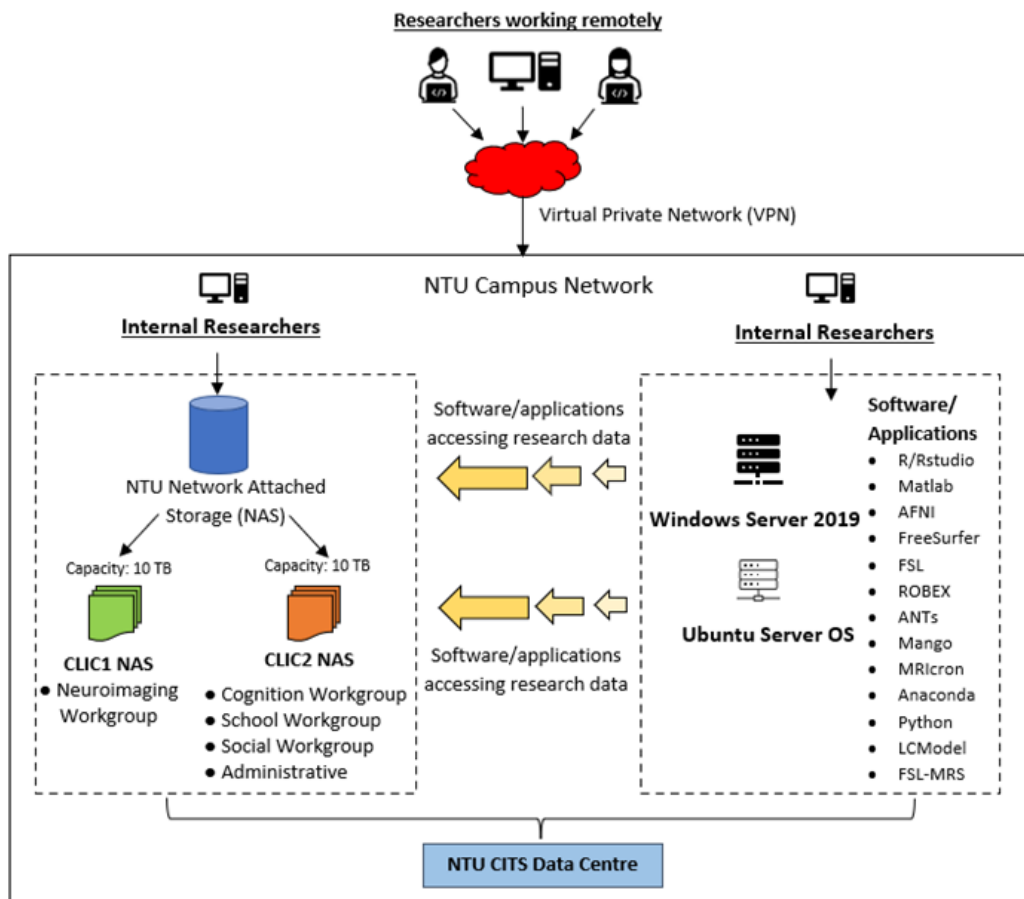 Researchers working remotely
Virtual Private Network (VPN)
NTU Campus Network
Internal Researchers
NTU Network Attached
Storage (NAS)
Capacity: 10 TB
CLIC1 NAS
● Neuroimaging
Workgroup
Capacity: 10 TB
CLIC2 NAS
● Cognition Workgroup
● School Workgroup
● Social Workgroup
● Administrative
Software/applications
accessing research data
Software/applications
accessing research data
Internal Researchers
Windows Server 2019
Ubuntu Server OS
Software/
Applications
● R/Rstudio
● Matlab
● AFNI
● FreeSurfer
● FSL
● ROBEX
● ANTs
● Mango
● MRIcron
● Anaconda
● Python
● LCModel
● FSL-MRS
NTU CITS Data Centre